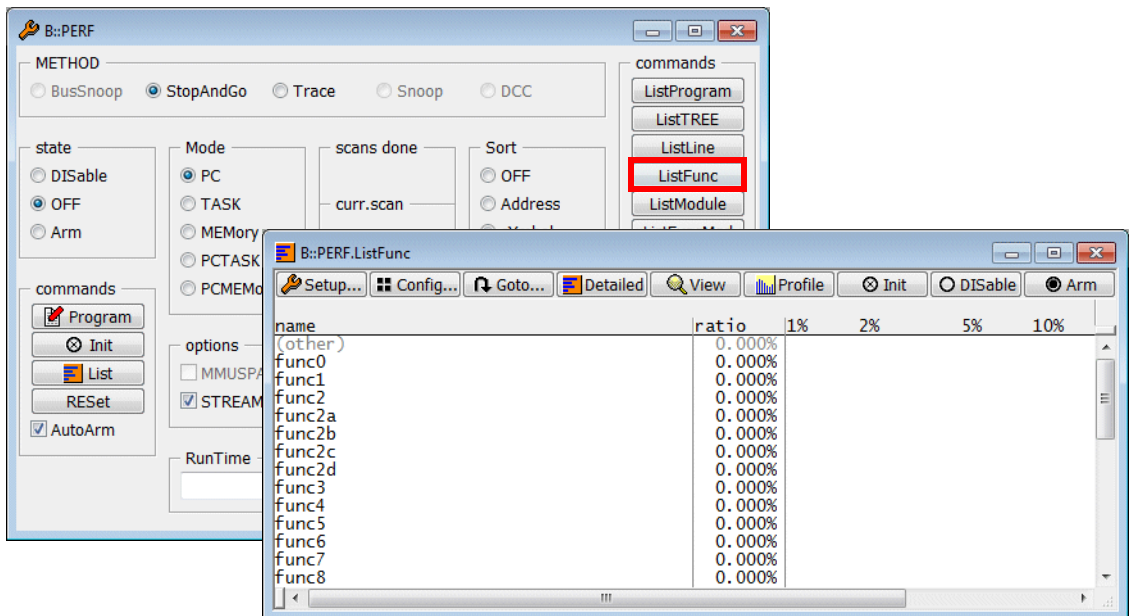 B::PERF
METHOD
BusSnoop StopAndGo Trace Snoop DCC
state
DISable
OFF
Arm
commands
Program
Init
List
RESet
AutoArm
Mode
PC
TASK
MEMory
PCTASK
PCMEMo
options
MMUSPA
STREAM
RunTime
scans done
curr.scan
Sort
OFF
Address
commands
ListProgram
ListTREE
ListLine
ListFunc
ListModule
B::PERF.ListFunc
Setup... Config... Goto... Detailed View Profile Init DISable Arm
name ratio 1% 2% 5% 10%
(other) 0.000%
func0 0.000%
func1 0.000%
func2 0.000%
func2a 0.000%
func2b 0.000%
func2c 0.000%
func2d 0.000%
func3 0.000%
func4 0.000%
func5 0.000%
func6 0.000%
func7 0.000%
func8 0.000%